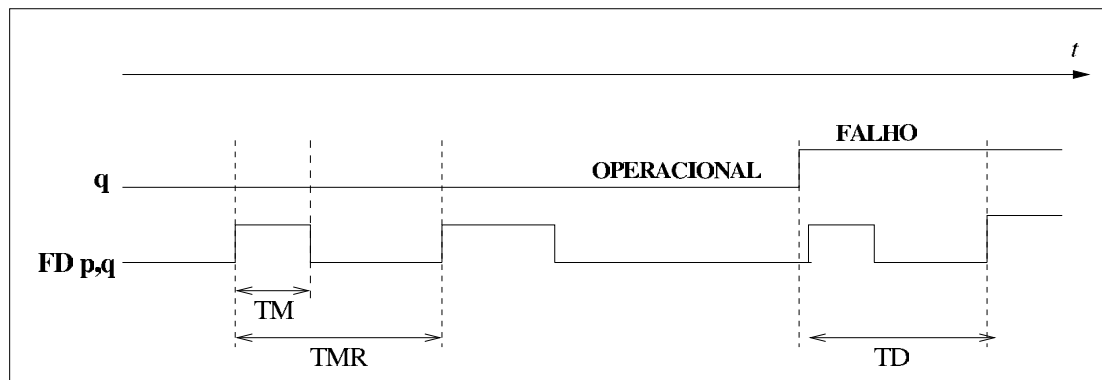 t
FALHO
OPERACIONAL
q
FD p,q
TM
TMR
TD